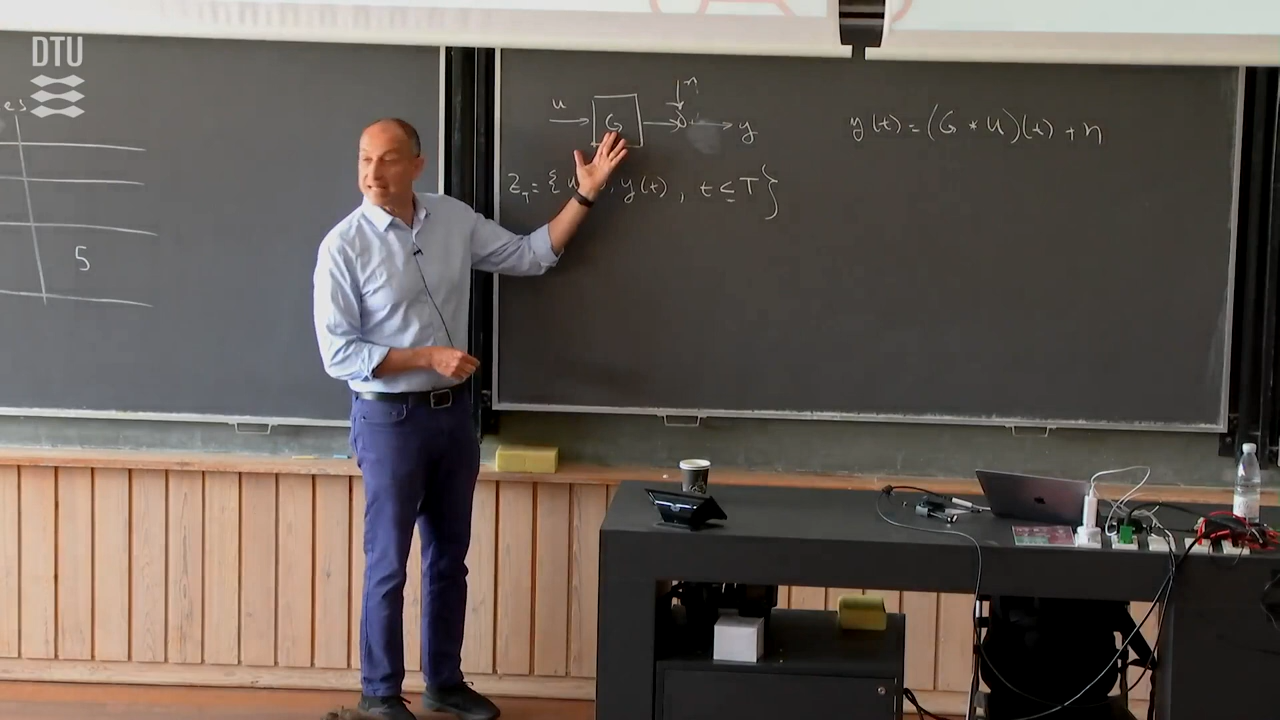 DTU
es
5
u
G
n
y
y(t) = (G * u)(t) + n
Z_T = { u , y(t) , t ≤ T }